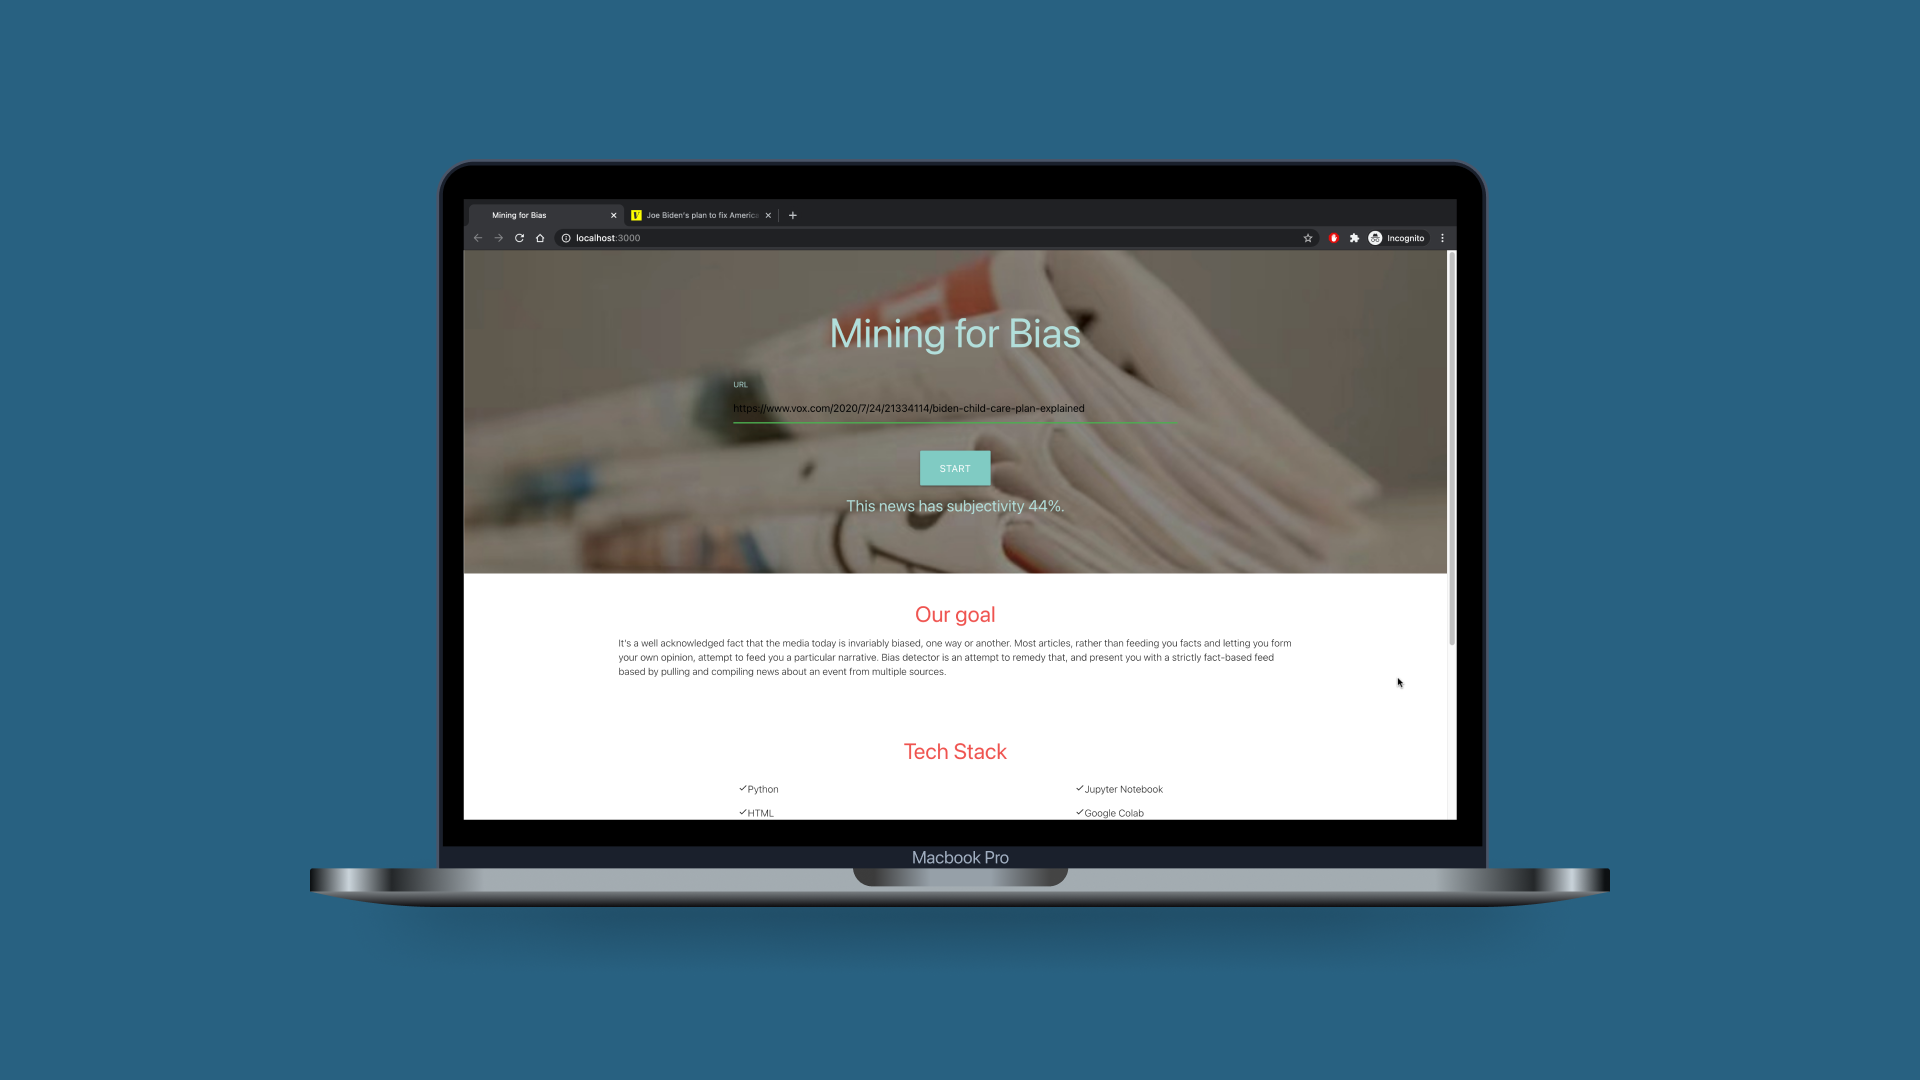 Mining for Bias
Joe Biden's plan to fix America
localhost:3000
Incognito
Mining for Bias
URL
https://www.vox.com/2020/7/24/21334114/biden-child-care-plan-explained
START
This news has subjectivity 44%.
Our goal
It's a well acknowledged fact that the media today is invariably biased, one way or another. Most articles, rather than feeding you facts and letting you form
your own opinion, attempt to feed you a particular narrative. Bias detector is an attempt to remedy that, and present you with a strictly fact-based feed
based by pulling and compiling news about an event from multiple sources.
Tech Stack
Python
Jupyter Notebook
HTML
Google Colab
Macbook Pro